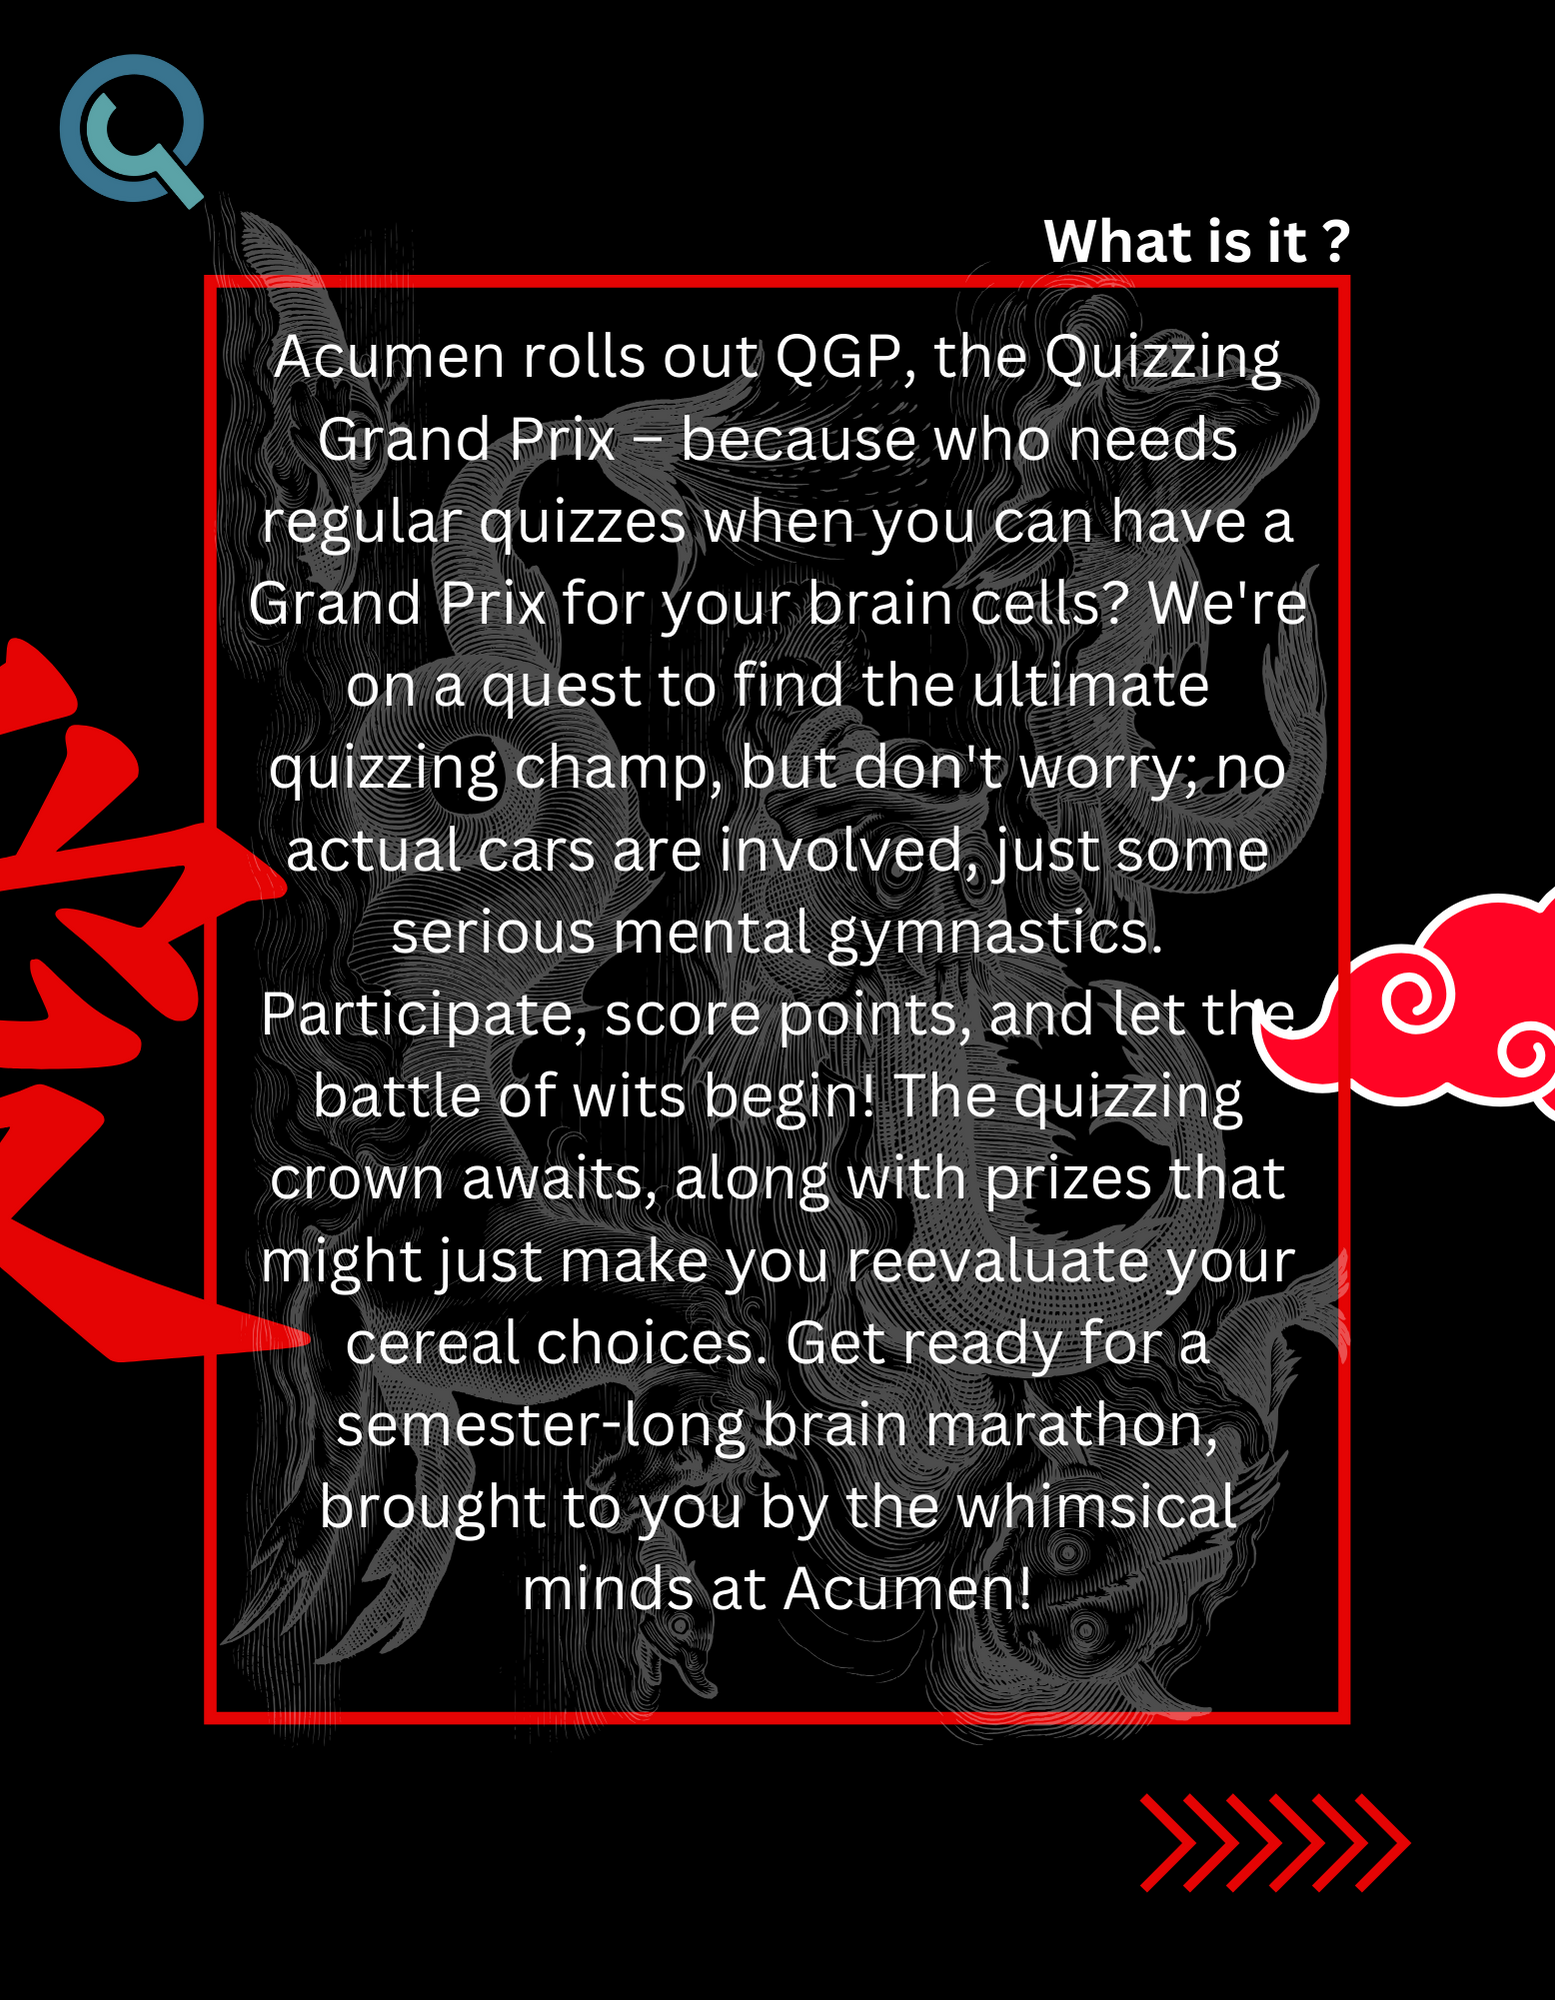 What is it ?
Acumen rolls out QGP, the Quizzing
Grand Prix – because who needs
regular quizzes when you can have a
Grand Prix for your brain cells? We're
on a quest to find the ultimate
quizzing champ, but don't worry; no
actual cars are involved, just some
serious mental gymnastics.
Participate, score points, and let the
battle of wits begin! The quizzing
crown awaits, along with prizes that
might just make you reevaluate your
cereal choices. Get ready for a
semester-long brain marathon,
brought to you by the whimsical
minds at Acumen!